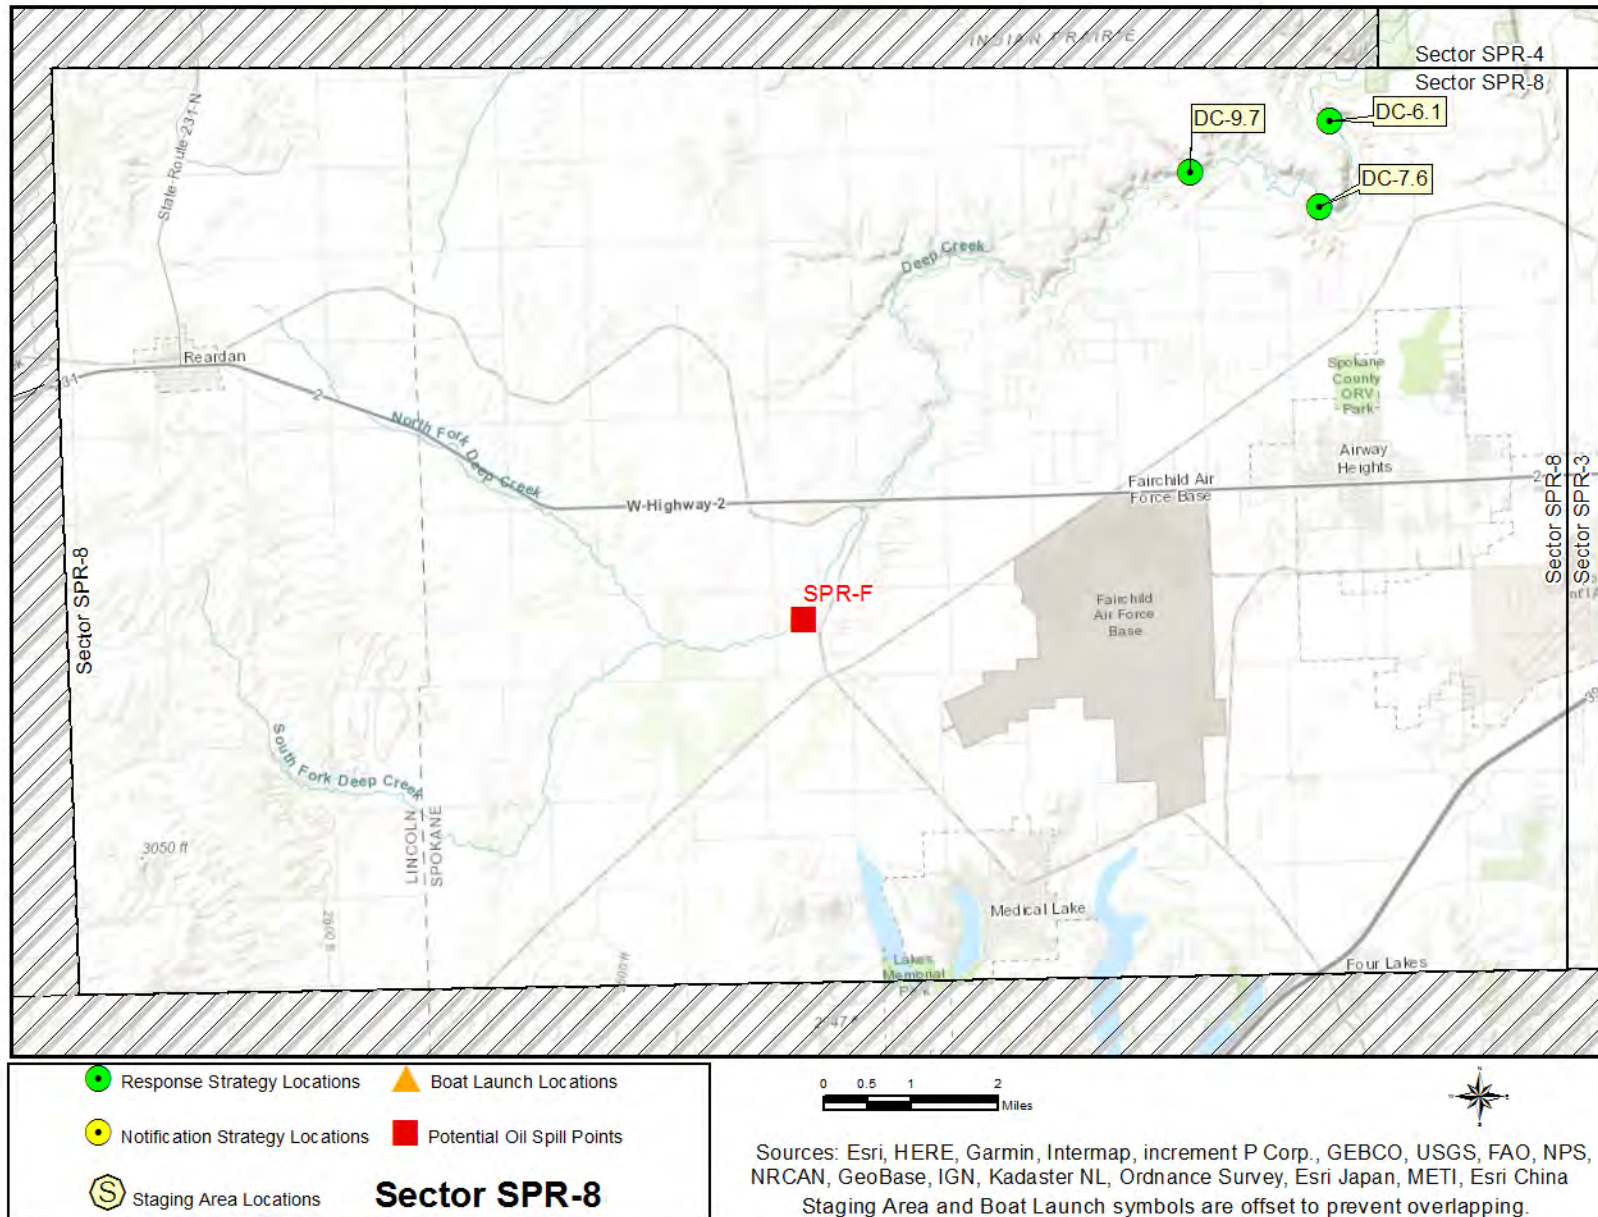 INDIAN PRAIRIE
Sector SPR-4
Sector SPR-8
State-Route-231-N
DC-9.7
DC-6.1
DC-7.6
Deep Creek
Reardan
231
2
North Fork Deep Creek
Spokane
County
ORV
Park
Airway
Heights
Fairchild Air
Force Base
W-Highway-2
2
Sector SPR-8
Sector SPR-3
SPR-F
Fairchild
Air Force
Base
Sector SPR-8
South Fork Deep Creek
LINCOLN
SPOKANE
3050 ft
Medical Lake
Lakes
Memorial
Four Lakes
Response Strategy Locations
Boat Launch Locations
Notification Strategy Locations
Potential Oil Spill Points
S Staging Area Locations
Sector SPR-8
0 0.5 1 2
Miles
Sources: Esri, HERE, Garmin, Intermap, increment P Corp., GEBCO, USGS, FAO, NPS,
NRCAN, GeoBase, IGN, Kadaster NL, Ordnance Survey, Esri Japan, METI, Esri China
Staging Area and Boat Launch symbols are offset to prevent overlapping.